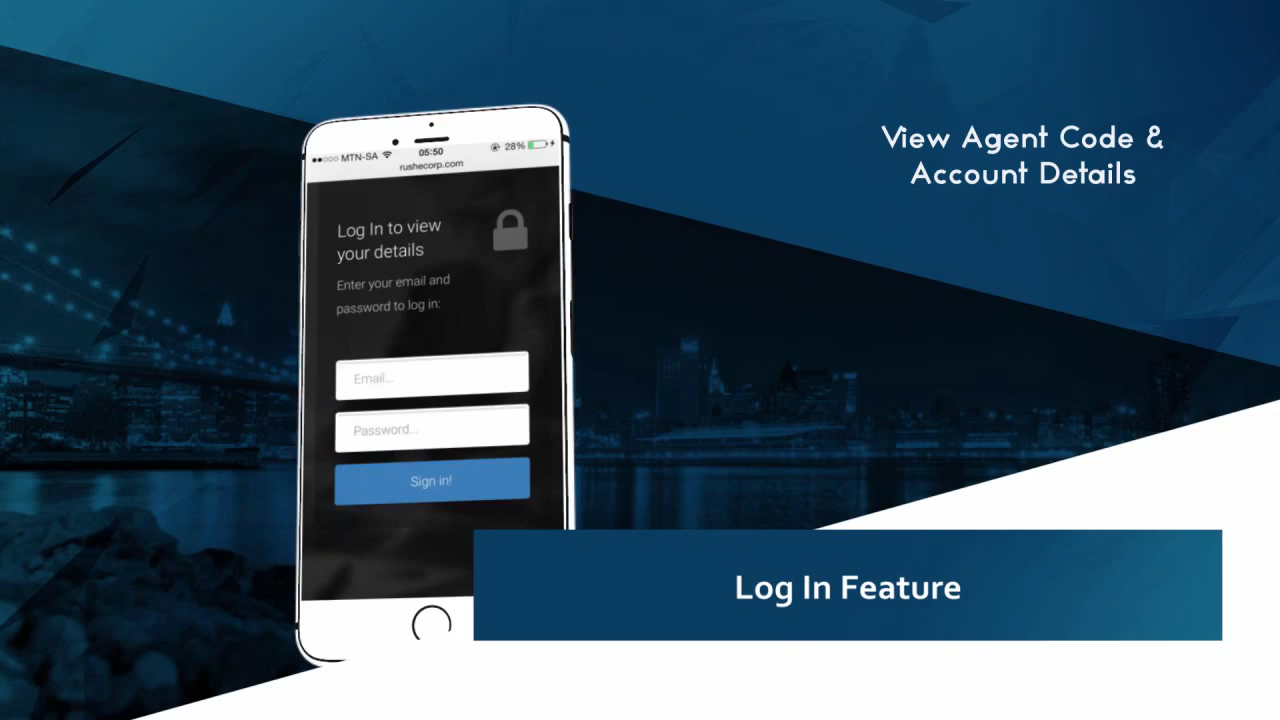 View Agent Code &
Account Details
MTN-SA 05:50 28%
rushecorp.com
Log In to view
your details
Enter your email and
password to log in:
Email...
Password...
Sign in!
Log In Feature